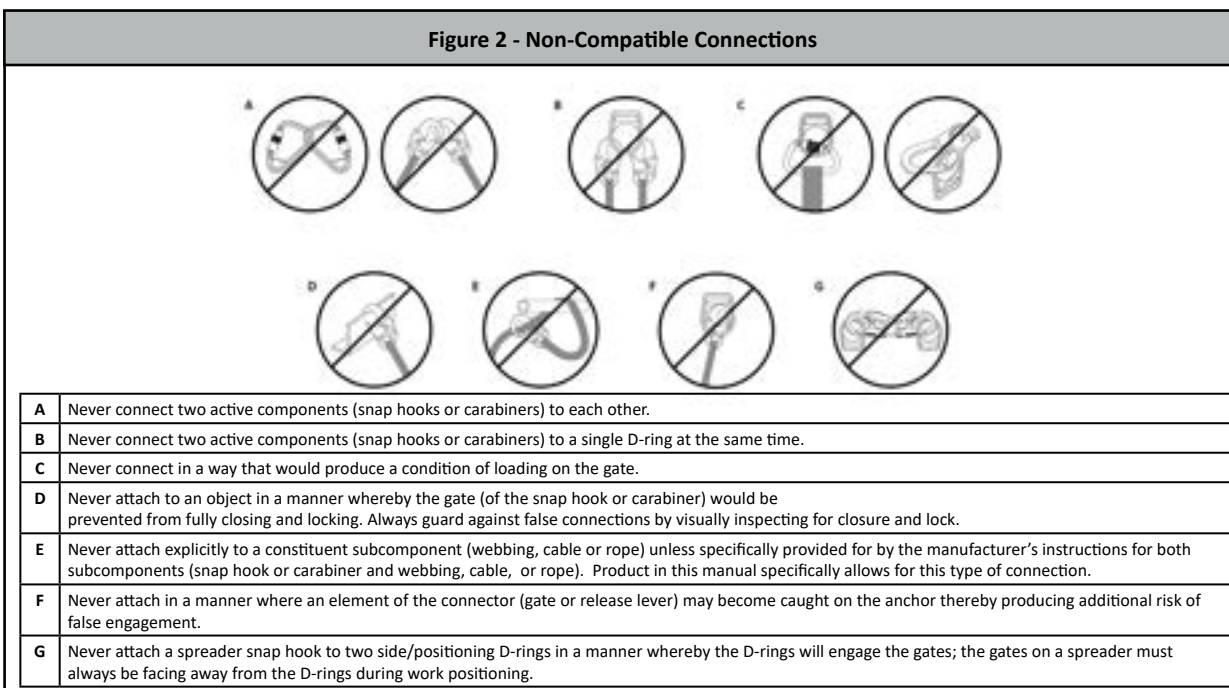 Figure 2 - Non-Compatible Connections
A
B
C
D
E
F
G
A Never connect two active components (snap hooks or carabiners) to each other.
B Never connect two active components (snap hooks or carabiners) to a single D-ring at the same time.
C Never connect in a way that would produce a condition of loading on the gate.
D Never attach to an object in a manner whereby the gate (of the snap hook or carabiner) would be
prevented from fully closing and locking. Always guard against false connections by visually inspecting for closure and lock.
E Never attach explicitly to a constituent subcomponent (webbing, cable or rope) unless specifically provided for by the manufacturer's instructions for both
subcomponents (snap hook or carabiner and webbing, cable, or rope). Product in this manual specifically allows for this type of connection.
F Never attach in a manner where an element of the connector (gate or release lever) may become caught on the anchor thereby producing additional risk of
false engagement.
G Never attach a spreader snap hook to two side/positioning D-rings in a manner whereby the D-rings will engage the gates; the gates on a spreader must
always be facing away from the D-rings during work positioning.